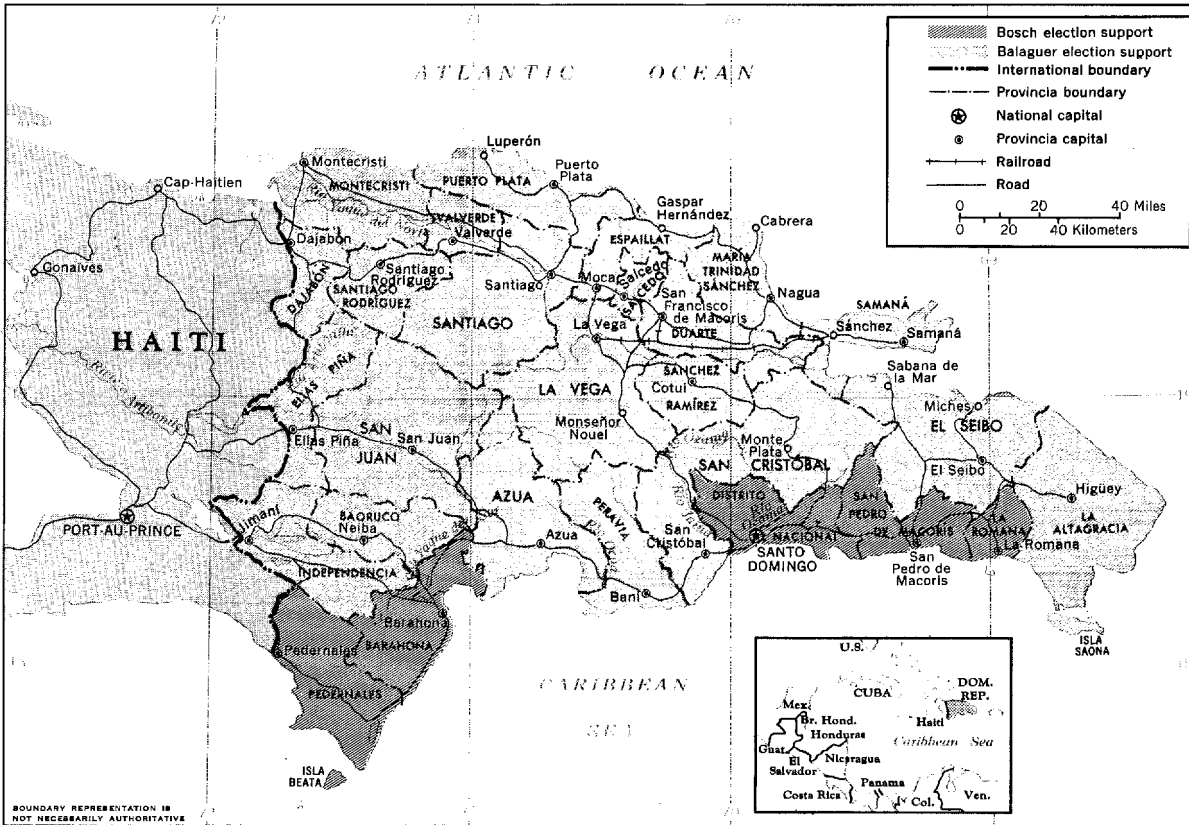 Bosch election support
Balaguer election support
International boundary
Provincia boundary
National capital
Provincia capital
Railroad
Road
0 20 40 Miles
0 20 40 Kilometers
ATLANTIC OCEAN
Luperón
Montecristi
Puerto
Plata
MONTECRISTI
PUERTO PLATA
Cap-Haïtien
Gaspar
Hernández
Cabrera
VALVERDE
Valverde
Dajabón
ESPAILLAT
MARIA
TRINIDAD
SÁNCHEZ
Gonaïves
Santiago
Rodríguez
Santiago
Moca
Salcedo
SALCEDO
DAJABÓN
SANTIAGO
RODRÍGUEZ
San
Francisco
de Macoris
Nagua
SAMANÁ
HAITI
SANTIAGO
La Vega
DUARTE
Sánchez
Samaná
ELÍAS PIÑA
LA VEGA
SÁNCHEZ
Cotuí
RAMÍREZ
Sabana de
la Mar
Monseñor
Nouel
Miches
EL SEIBO
19
Elías Piña
SAN
JUAN
San Juan
Monte
Plata
SAN CRISTÓBAL
El Seibo
AZUA
PERAVIA
DISTRITO
NACIONAL
SAN
PEDRO
DE MACORIS
LA
ROMANA
Higüey
LA
ALTAGRACIA
PORT-AU-PRINCE
Jimaní
BAORUCO
Neiba
San
Cristóbal
SANTO
DOMINGO
La Romana
Azua
San
Pedro de
Macoris
INDEPENDENCIA
Baní
Barahona
BARAHONA
Pedernales
PEDERNALES
ISLA
SAONA
CARIBBEAN
SEA
ISLA
BEATA
U.S.
CUBA
DOM.
REP.
Mex.
Br. Hond.
Haiti
Honduras
Caribbean Sea
Guat.
El
Salvador
Nicaragua
Costa Rica
Panama
Col.
Ven.
BOUNDARY REPRESENTATION IS
NOT NECESSARILY AUTHORITATIVE